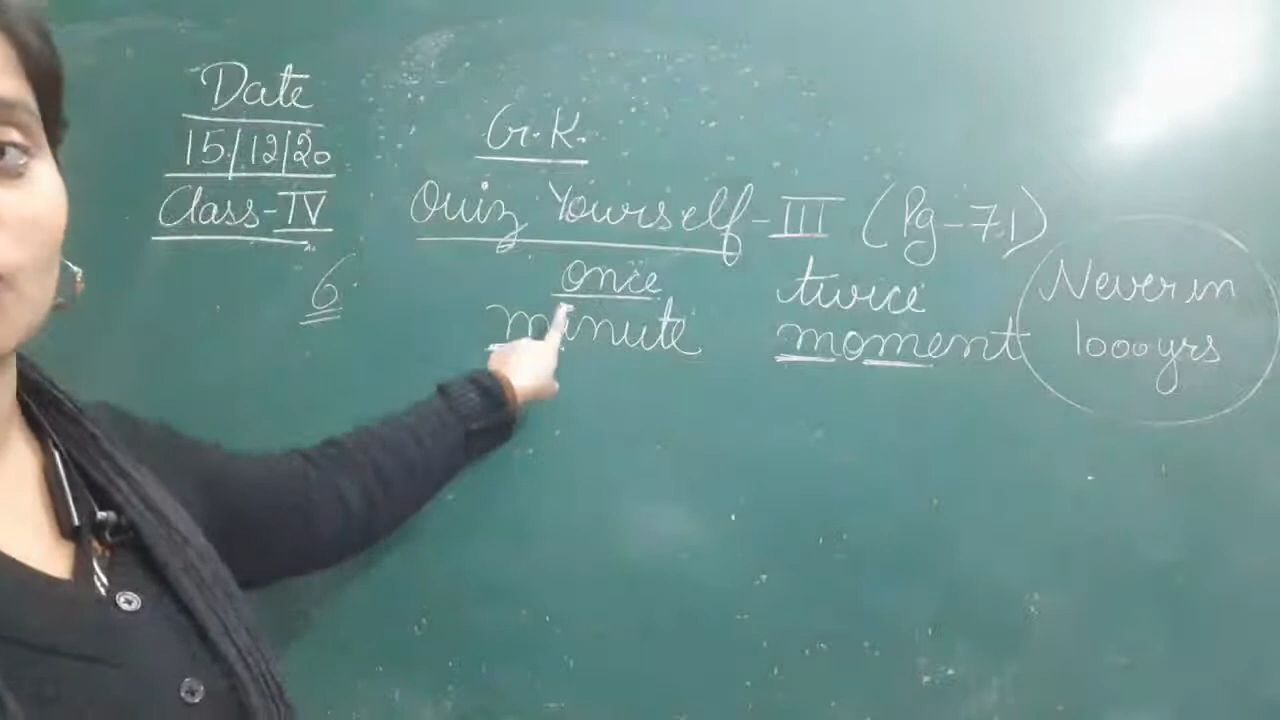 Date
15/12/20
Class-IV
6
G.K.
Quiz Yourself-III (Pg-71)
once
minute
twice
moment
Never in
1000 yrs